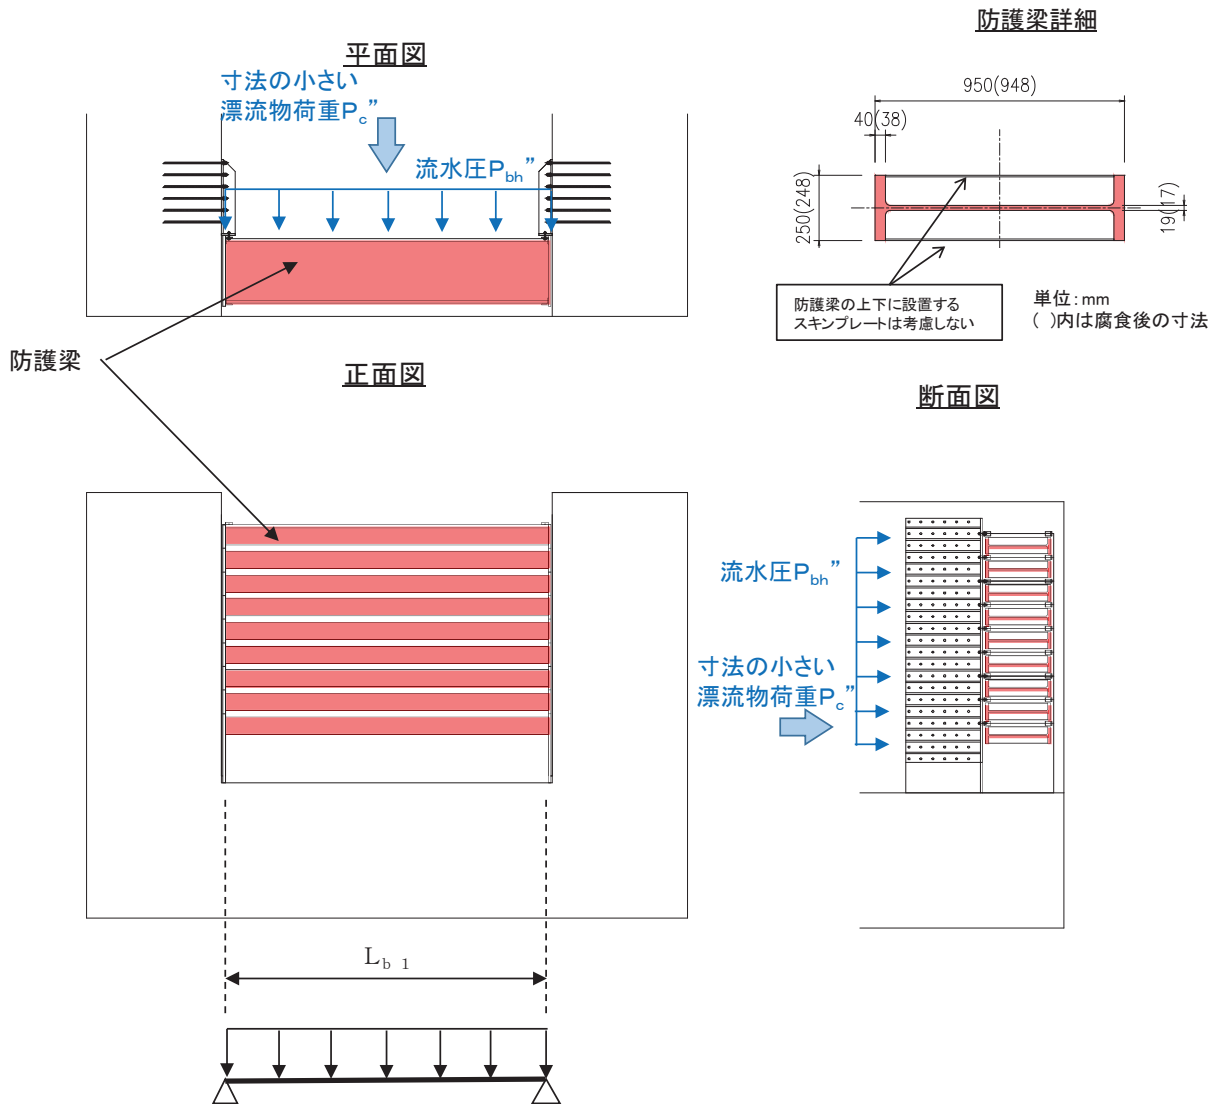 防護梁詳細
平面図
寸法の小さい
漂流物荷重Pc”
流水圧Pbh”
950(948)
40(38)
250(248)
19(17)
防護梁の上下に設置する
スキンプレートは考慮しない
単位：mm
( )内は腐食後の寸法
防護梁
正面図
断面図
流水圧Pbh”
寸法の小さい
漂流物荷重Pc”
Lb 1